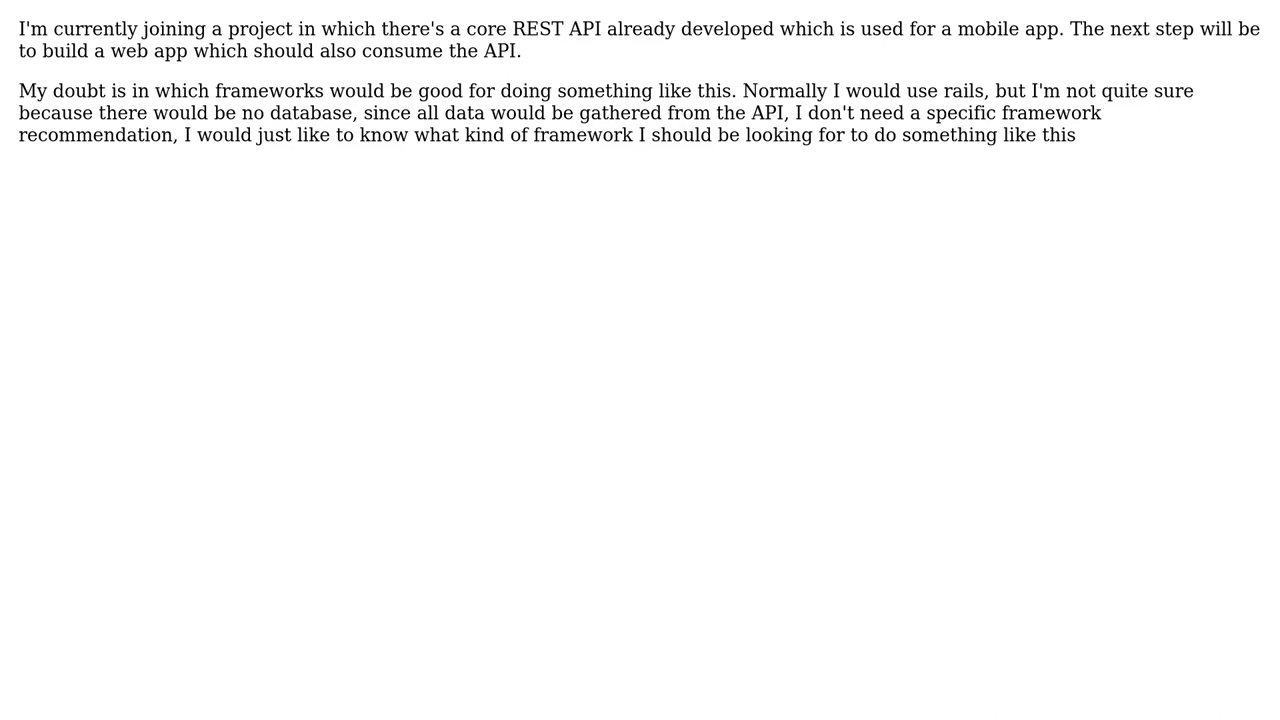 I'm currently joining a project in which there's a core REST API already developed which is used for a mobile app. The next step will be
to build a web app which should also consume the API.
My doubt is in which frameworks would be good for doing something like this. Normally I would use rails, but I'm not quite sure
because there would be no database, since all data would be gathered from the API, I don't need a specific framework
recommendation, I would just like to know what kind of framework I should be looking for to do something like this